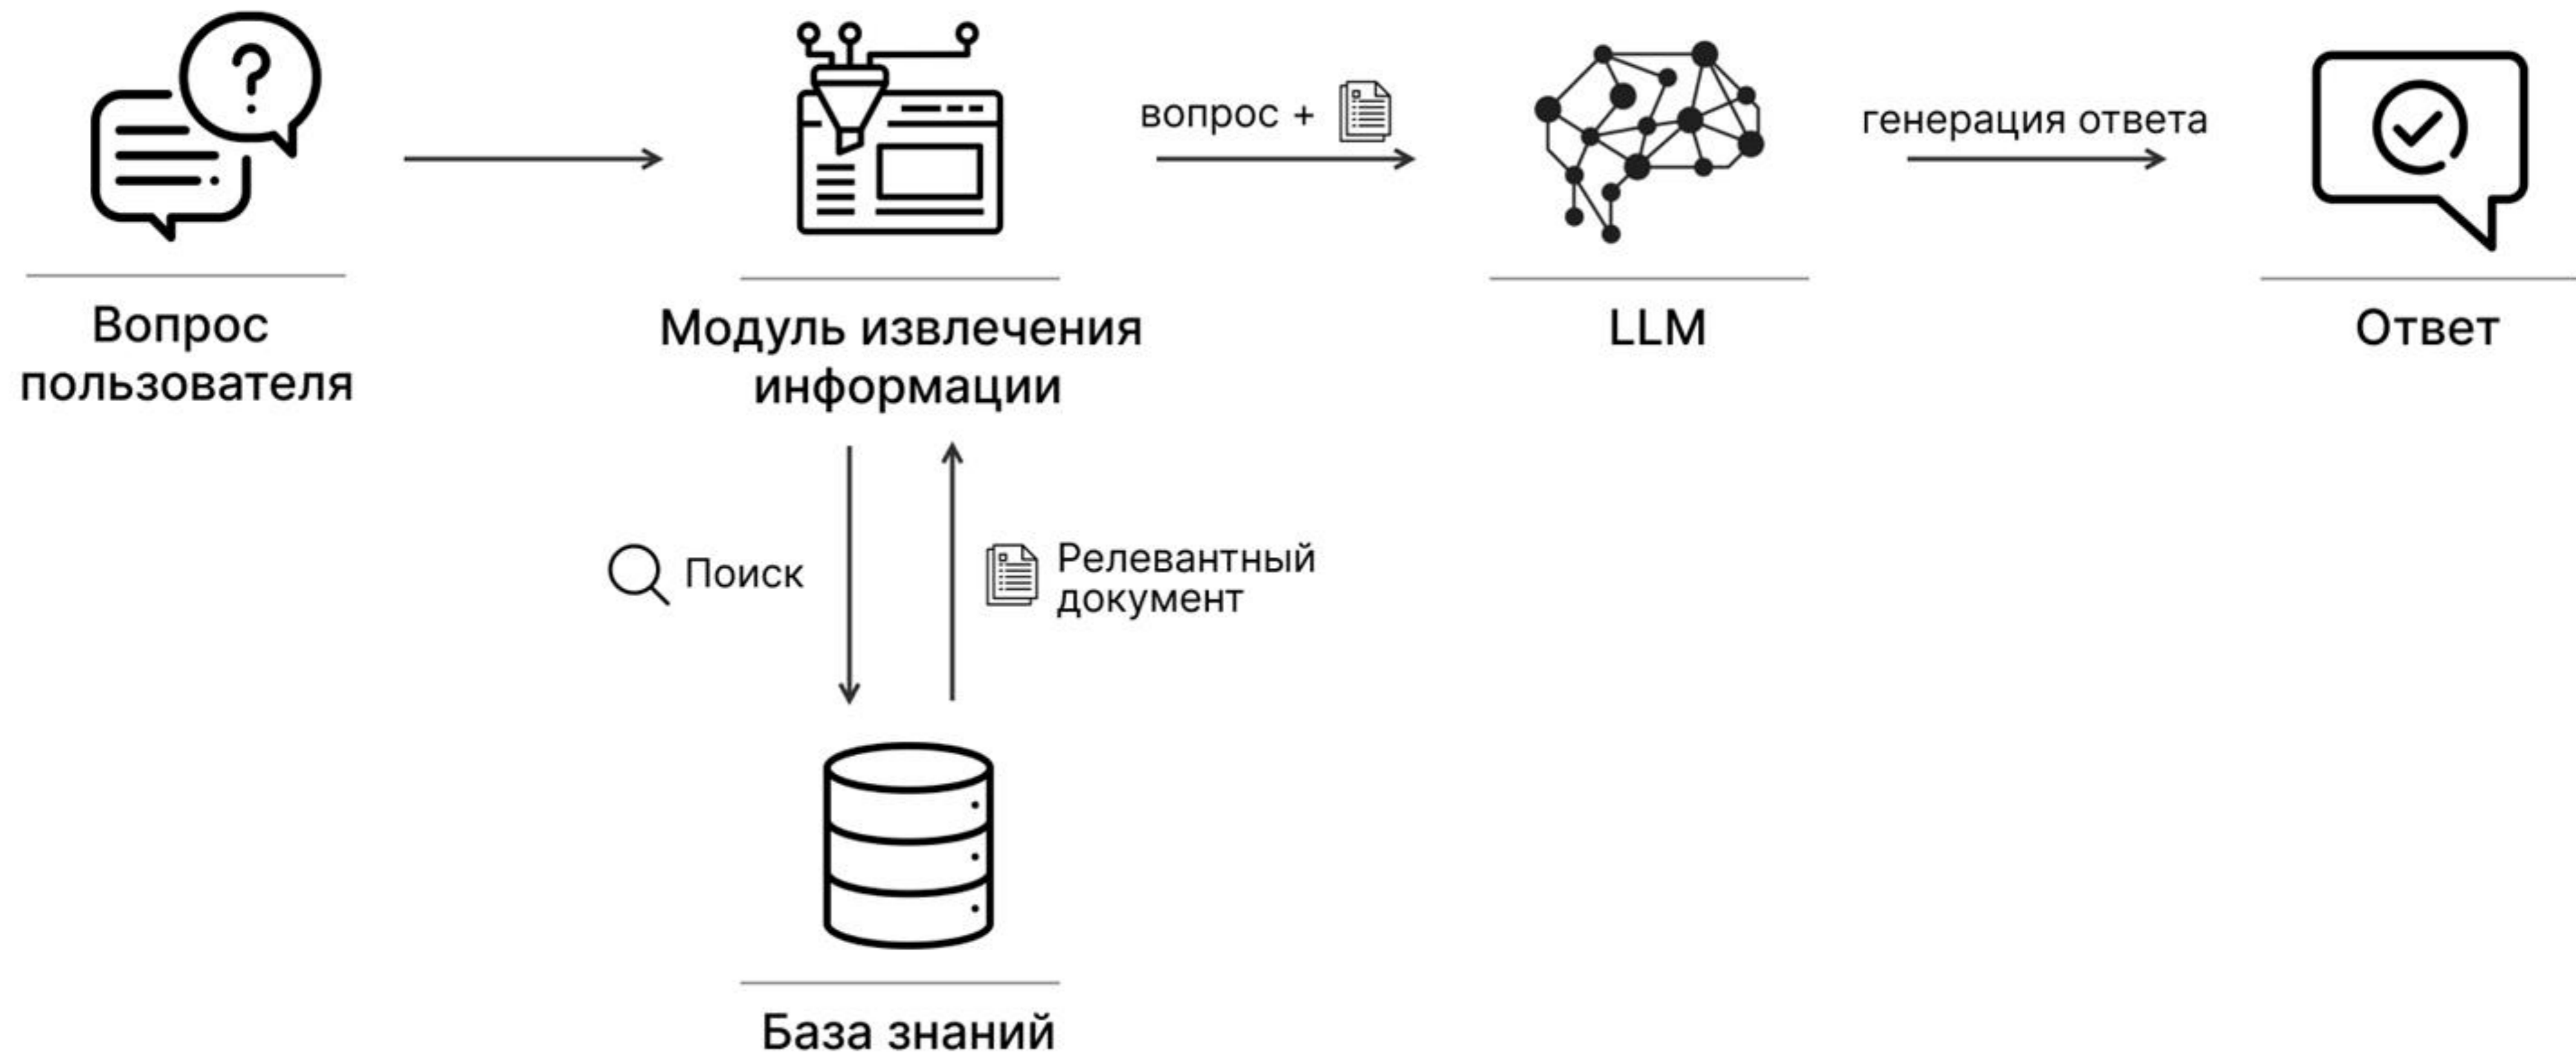 вопрос +
генерация ответа
Вопрос
пользователя
Модуль извлечения
информации
LLM
Ответ
Поиск
Релевантный
документ
База знаний